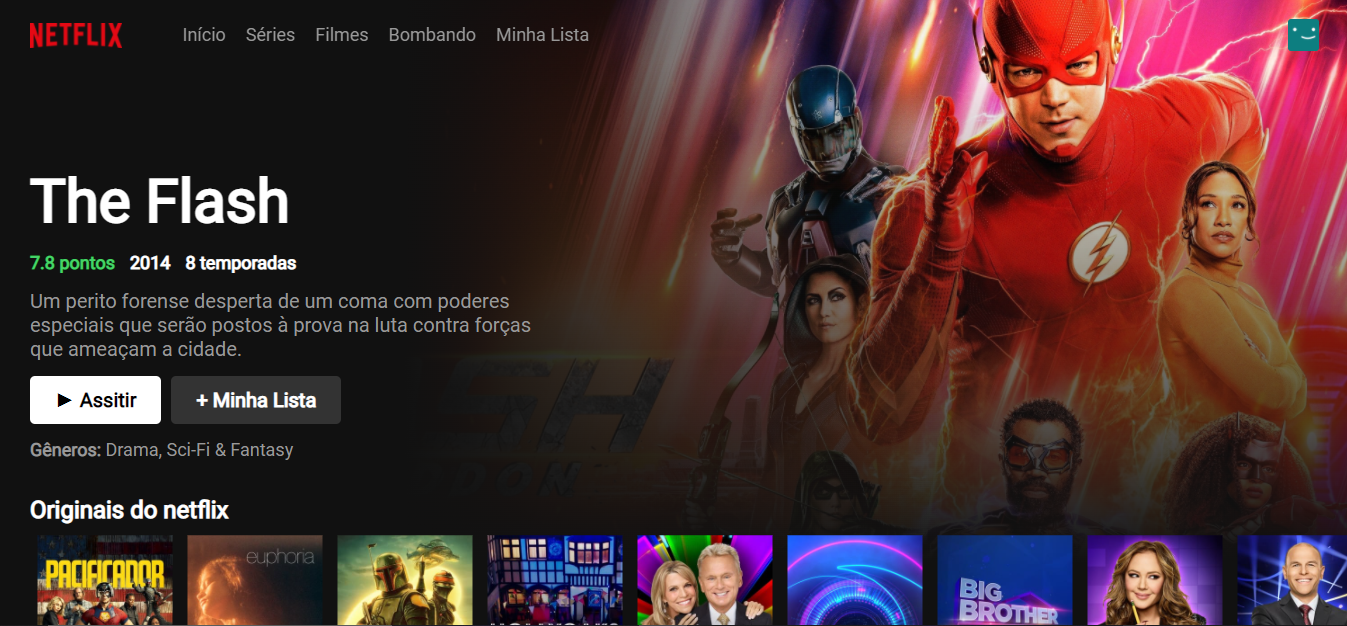 NETFLIX
Início Séries Filmes Bombando Minha Lista
The Flash
7.8 pontos 2014 8 temporadas
Um perito forense desperta de um coma com poderes
especiais que serão postos à prova na luta contra forças
que ameaçam a cidade.
► Assitir
+ Minha Lista
Gêneros: Drama, Sci-Fi & Fantasy
Originais do netflix
PACIFICADOR
euphoria
BIG
BROTHER